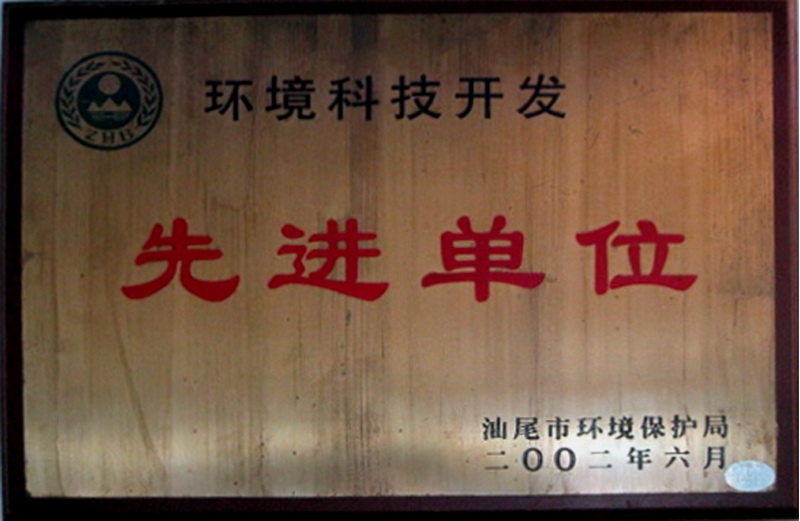 环境科技开发
ZHB
先进单位
汕尾市环境保护局
二〇〇二年六月